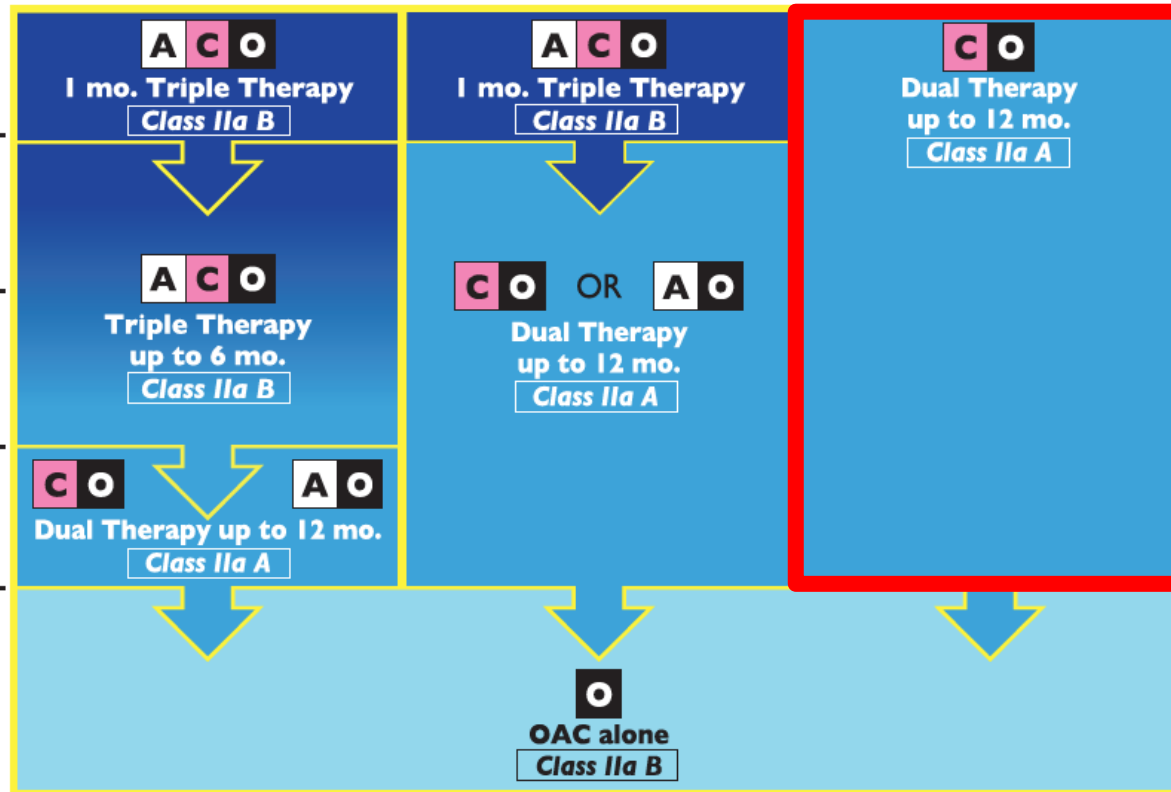 A C O
1 mo. Triple Therapy
Class IIa B
A C O
Triple Therapy
up to 6 mo.
Class IIa B
C O
A O
Dual Therapy up to 12 mo.
Class IIa A
A C O
1 mo. Triple Therapy
Class IIa B
C O OR A O
Dual Therapy
up to 12 mo.
Class IIa A
C O
Dual Therapy
up to 12 mo.
Class IIa A
O
OAC alone
Class IIa B